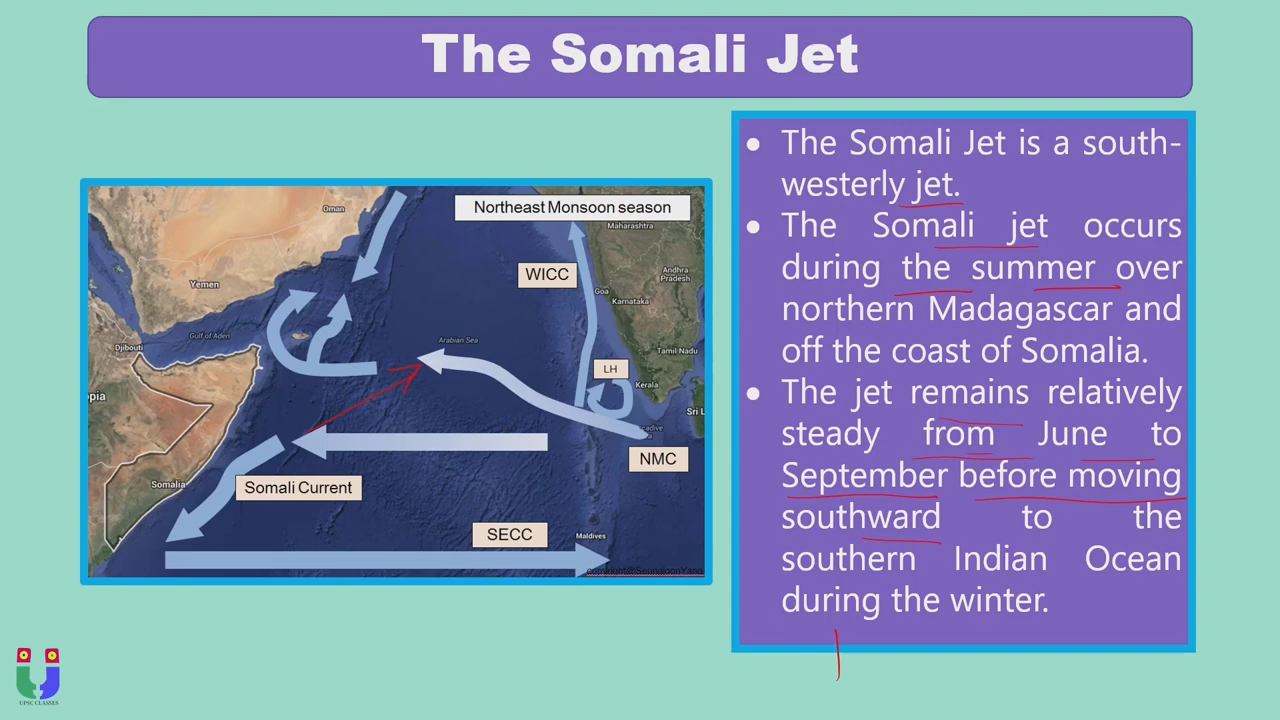 The Somali Jet
Oman
Northeast Monsoon season
Maharashtra
WICC
Andhra
Pradesh
Yemen
Goa
Karnataka
Gulf of Aden
Arabian Sea
Djibouti
Tamil Nadu
LH
Kerala
opia
Sri L
cadive
a
NMC
Somalia
Somali Current
SECC
Maldives
copyright@SeungsoonYang
• The Somali Jet is a south-
westerly jet.
• The Somali jet occurs
during the summer over
northern Madagascar and
off the coast of Somalia.
• The jet remains relatively
steady from June to
September before moving
southward to the
southern Indian Ocean
during the winter.
UPSC CLASSES